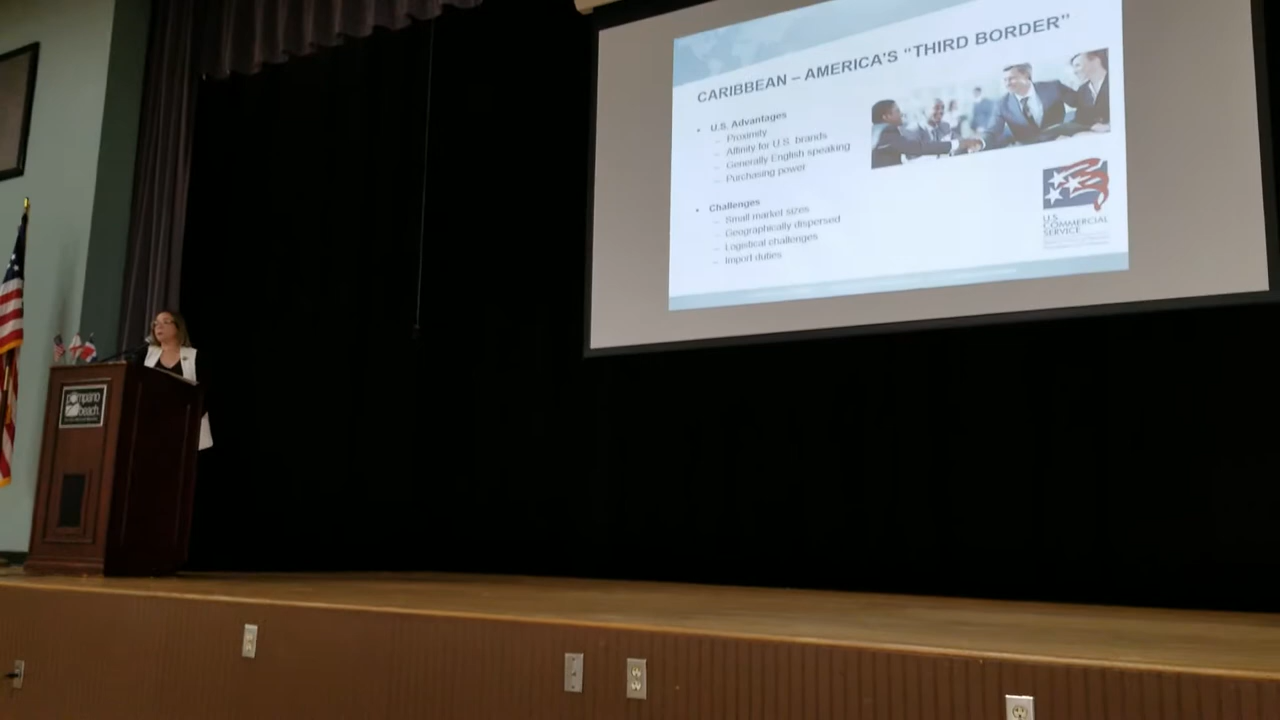 CARIBBEAN – AMERICA'S "THIRD BORDER"
• U.S. Advantages
– Proximity
– Affinity for U.S. brands
– Generally English speaking
– Purchasing power
• Challenges
– Small market sizes
– Geographically dispersed
– Logistical challenges
– Import duties
U.S.
COMMERCIAL
SERVICE
pompano
beach